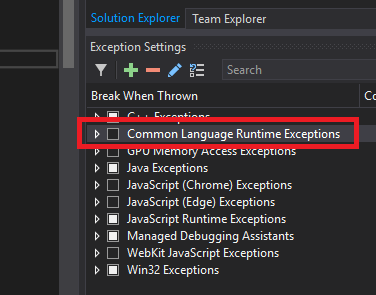 Solution Explorer Team Explorer
Exception Settings
Search
Break When Thrown Co
C++ Exceptions
Common Language Runtime Exceptions
GPU Memory Access Exceptions
Java Exceptions
JavaScript (Chrome) Exceptions
JavaScript (Edge) Exceptions
JavaScript Runtime Exceptions
Managed Debugging Assistants
WebKit JavaScript Exceptions
Win32 Exceptions